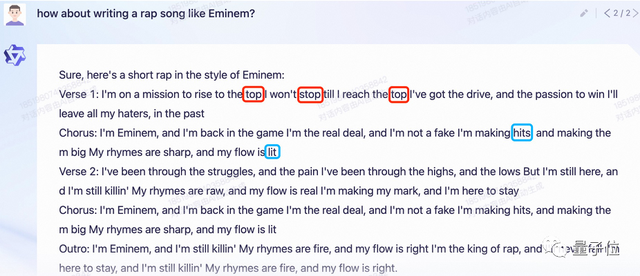 how about writing a rap song like Eminem?
2 / 2
Sure, here's a short rap in the style of Eminem:
Verse 1: I'm on a mission to rise to the top I won't stop till I reach the top I've got the drive, and the passion to win I'll
leave all my haters, in the past
Chorus: I'm Eminem, and I'm back in the game I'm the real deal, and I'm not a fake I'm making hits, and making the
m big My rhymes are sharp, and my flow is lit
Verse 2: I've been through the struggles, and the pain I've been through the highs, and the lows But I'm still here, an
d I'm still killin' My rhymes are raw, and my flow is real I'm making my mark, and I'm here to stay
Chorus: I'm Eminem, and I'm back in the game I'm the real deal, and I'm not a fake I'm making hits, and making the
m big My rhymes are sharp, and my flow is lit
Outro: I'm Eminem, and I'm still killin' My rhymes are fire, and my flow is right I'm the king of rap, and I'm
here to stay, and I'm still killin' My rhymes are fire, and my flow is right.
量子位